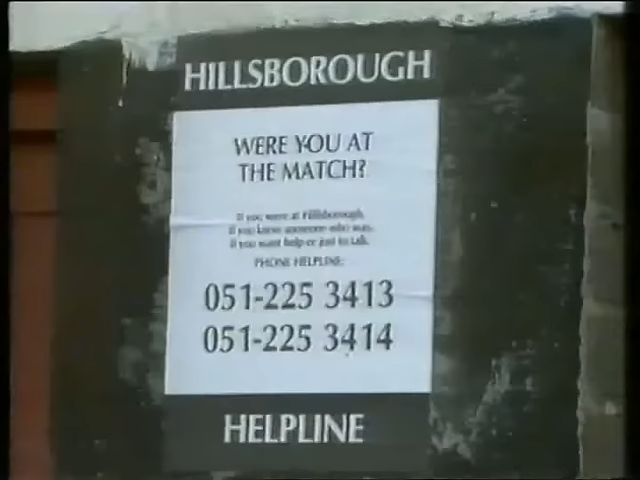 HILLSBOROUGH
WERE YOU AT
THE MATCH?
If you were at Hillsborough,
if you know someone who was,
if you want help or just to talk.
PHONE HELPLINE:
051-225 3413
051-225 3414
HELPLINE